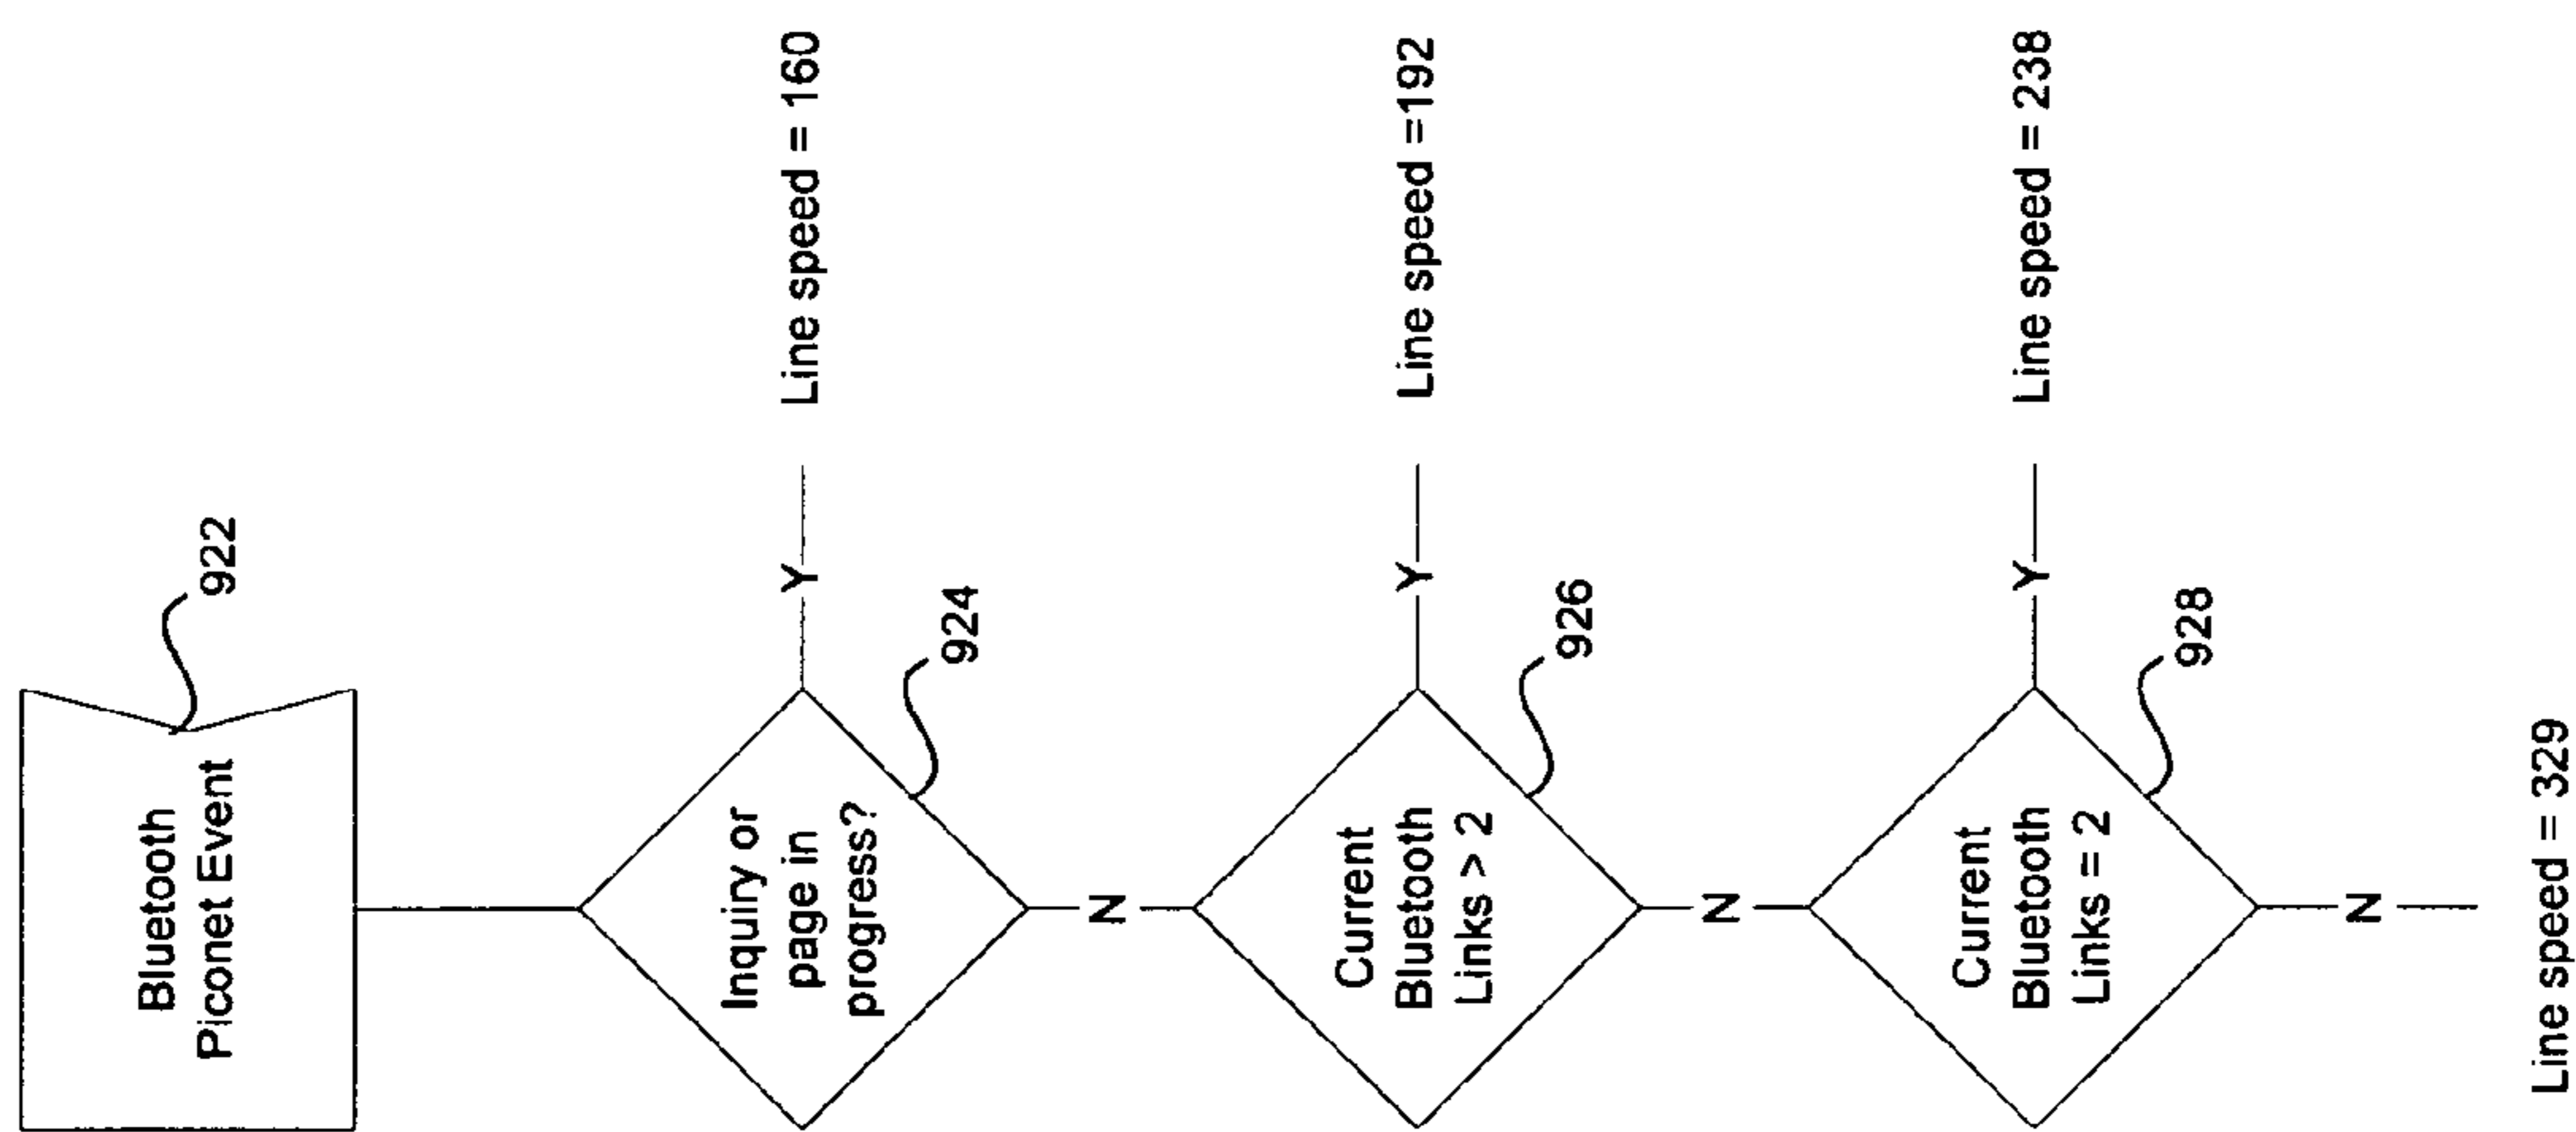 Bluetooth
Piconet Event
922
Inquiry or
page in
progress?
924
Y
Line speed = 160
N
Current
Bluetooth
Links > 2
926
Y
Line speed =192
N
Current
Bluetooth
Links = 2
928
Y
Line speed = 238
N
Line speed = 329